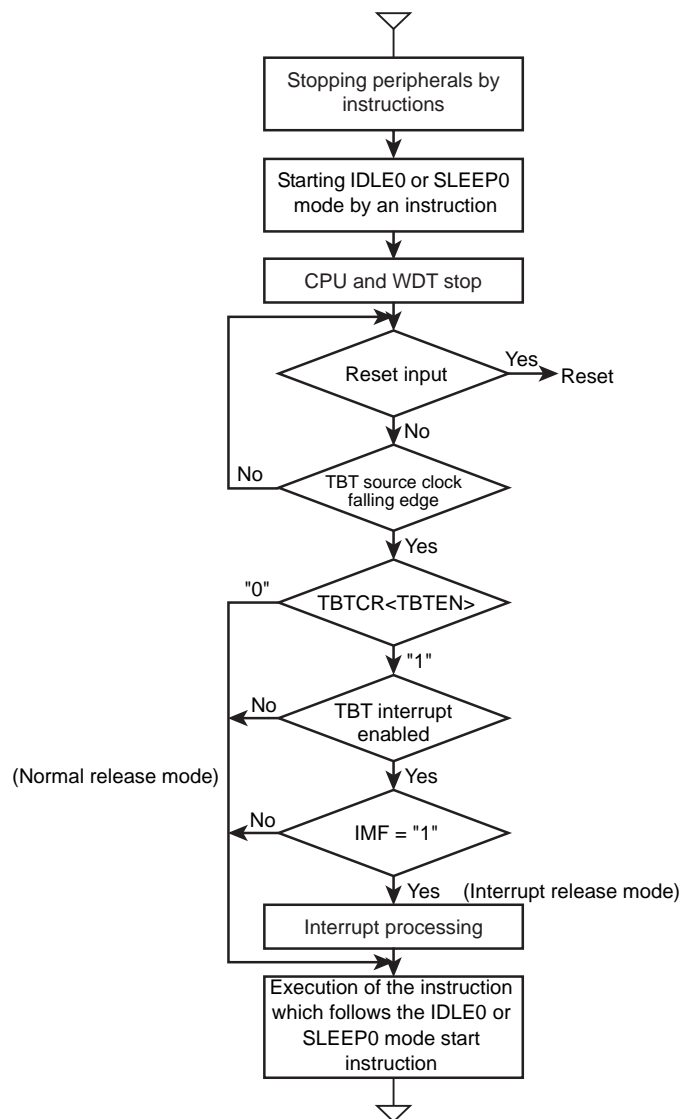 Stopping peripherals by
instructions
Starting IDLE0 or SLEEP0
mode by an instruction
CPU and WDT stop
Reset input
Yes
Reset
No
No
TBT source clock
falling edge
Yes
"0"
TBTCR<TBTEN>
"1"
No
TBT interrupt
enabled
(Normal release mode)
Yes
No
IMF = "1"
Yes
(Interrupt release mode)
Interrupt processing
Execution of the instruction
which follows the IDLE0 or
SLEEP0 mode start
instruction